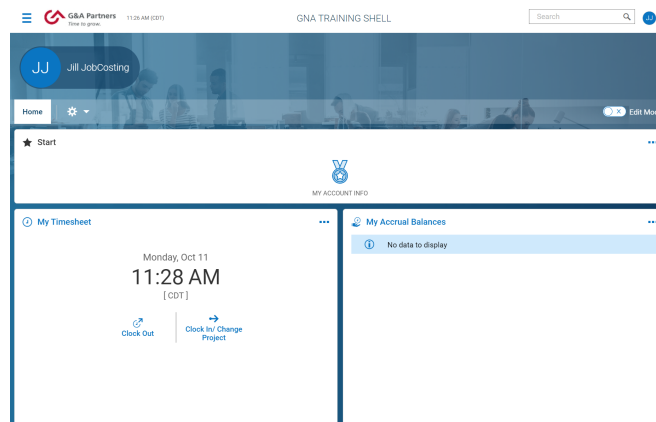 G&A Partners
Time to grow.
11:26 AM (CDT)
GNA TRAINING SHELL
Search
JJ
JJ
Jill JobCosting
Home
Edit Mod
Start
MY ACCOUNT INFO
My Timesheet
My Accrual Balances
No data to display
Monday, Oct 11
11:28 AM
[ CDT ]
Clock Out
Clock In/ Change
Project